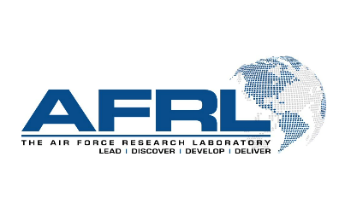 AFRL
THE AIR FORCE RESEARCH LABORATORY
LEAD | DISCOVER | DEVELOP | DELIVER